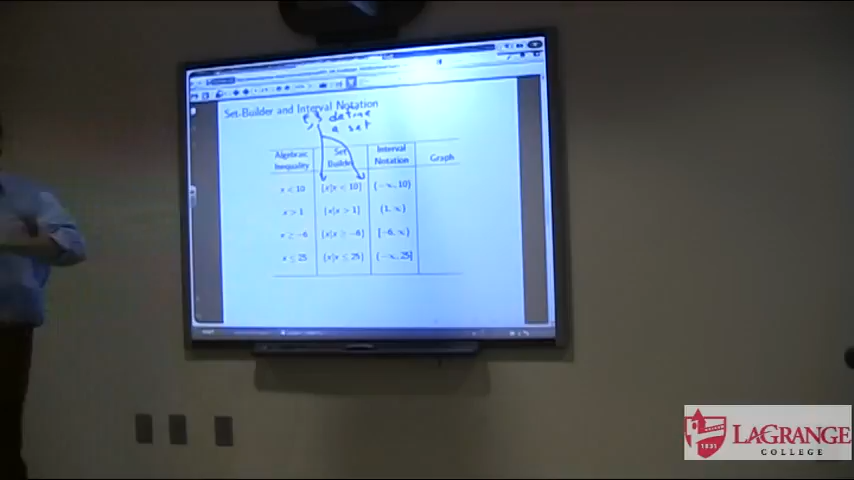 Set-Builder and Interval Notation
{,} define
a set
Algebraic Set Interval Graph
Inequality Builder Notation
x < 10 {x|x < 10} (−∞, 10)
x > 1 {x|x > 1} (1, ∞)
x ≥ −6 {x|x ≥ −6} [−6, ∞)
x ≤ 25 {x|x ≤ 25} (−∞, 25]
1831
LAGRANGE
COLLEGE